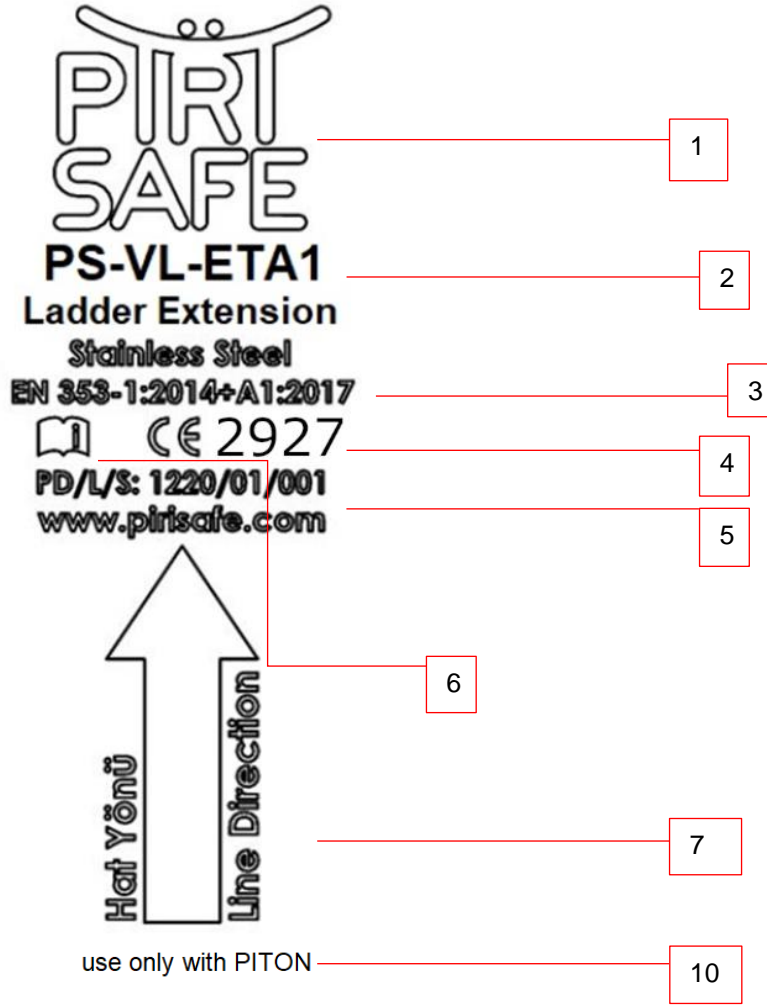 PİRİ
SAFE
1
PS-VL-ETA1
2
Ladder Extension
Stainless Steel
EN 353-1:2014+A1:2017
3
i CE 2927
4
PD/L/S: 1220/01/001
www.pirisafe.com
5
6
Hat Yönü
Line Direction
7
use only with PITON
10